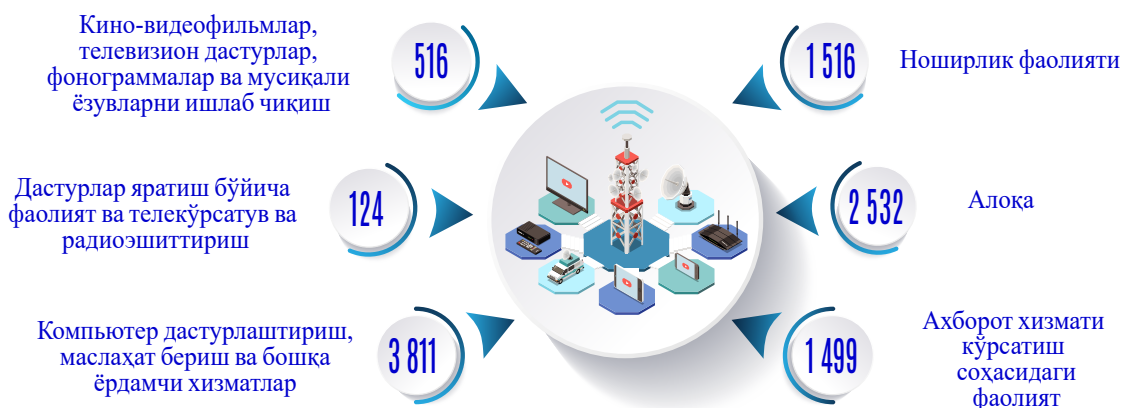 Кино-видеофильмлар,
телевизион дастурлар,
фонограммалар ва мусиқали
ёзувларни ишлаб чиқиш
516
1 516
Ноширлик фаолияти
Дастурлар яратиш бўйича
фаолият ва телекўрсатув ва
радиоэшиттириш
124
2 532
Алоқа
Компьютер дастурлаштириш,
маслаҳат бериш ва бошқа
ёрдамчи хизматлар
3 811
1 499
Ахборот хизмати
кўрсатиш
соҳасидаги
фаолият